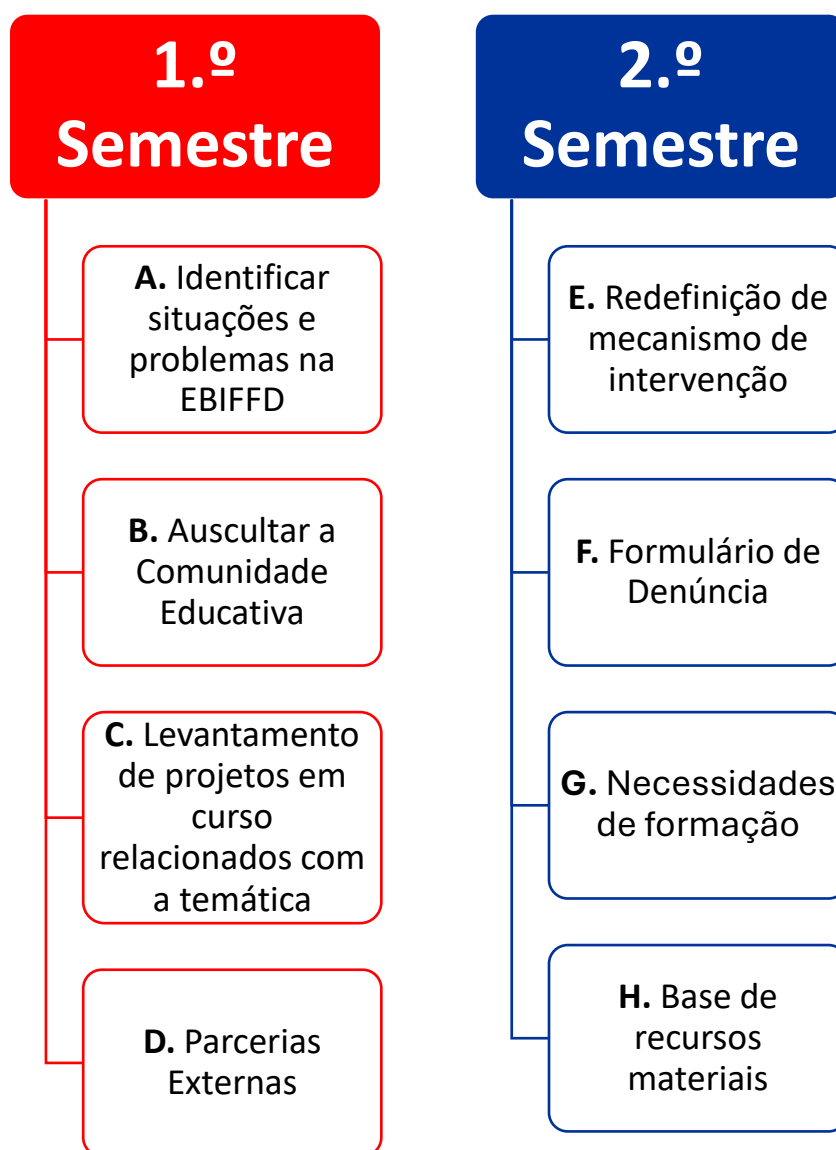 1.º
Semestre
A. Identificar
situações e
problemas na
EBIFFD
B. Auscultar a
Comunidade
Educativa
C. Levantamento
de projetos em
curso
relacionados com
a temática
D. Parcerias
Externas
2.º
Semestre
E. Redefinição de
mecanismo de
intervenção
F. Formulário de
Denúncia
G. Necessidades
de formação
H. Base de
recursos
materiais